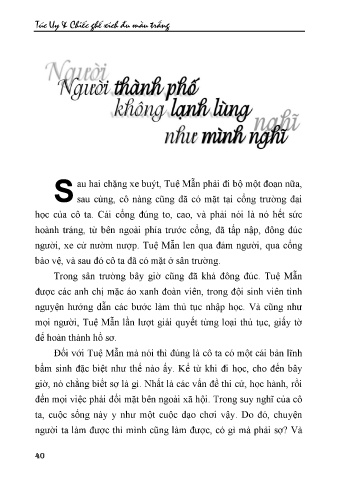 Túc Uy & Chiếc ghế xích đu màu trắng
Người
Người thành phố
không lạnh lùng
nghĩ
như mình nghĩ
Sau hai chặng xe buýt, Tuệ Mẫn phải đi bộ một đoạn nữa,
sau cùng, cô nàng cũng đã có mặt tại cổng trường đại
học của cô ta. Cái cổng đúng to, cao, và phải nói là nó hết sức
hoành tráng, từ bên ngoài phía trước cổng, đã tấp nập, đông đúc
người, xe cứ nườm nượp. Tuệ Mẫn len qua đám người, qua cổng
bảo vệ, và sau đó cô ta đã có mặt ở sân trường.
Trong sân trường bây giờ cũng đã khá đông đúc. Tuệ Mẫn
được các anh chị mặc áo xanh đoàn viên, trong đội sinh viên tình
nguyện hướng dẫn các bước làm thủ tục nhập học. Và cũng như
mọi người, Tuệ Mẫn lần lượt giải quyết từng loại thủ tục, giấy tờ
để hoàn thành hồ sơ.
Đối với Tuệ Mẫn mà nói thì đúng là cô ta có một cái bản lĩnh
bẩm sinh đặc biệt như thế nào ấy. Kể từ khi đi học, cho đến bây
giờ, nó chẳng biết sợ là gì. Nhất là các vấn đề thi cử, học hành, rồi
đến mọi việc phải đối mặt bên ngoài xã hội. Trong suy nghĩ của cô
ta, cuộc sống này y như một cuộc dạo chơi vậy. Do đó, chuyện
người ta làm được thì mình cũng làm được, có gì mà phải sợ? Và
40